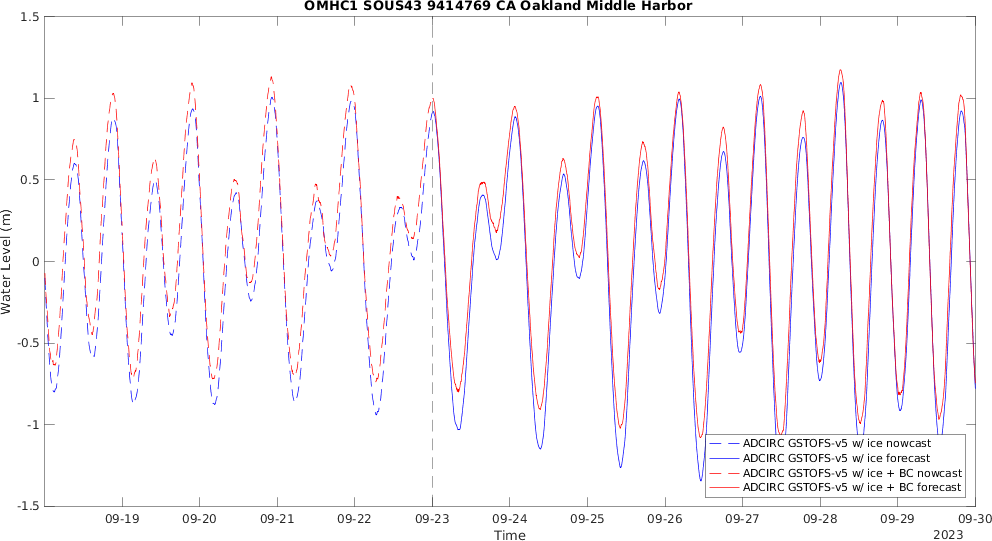 OMHC1 SOUS43 9414769 CA Oakland Middle Harbor
1.5
1
0.5
0
-0.5
-1
-1.5
Water Level (m)
ADCIRC GSTOFS-v5 w/ ice nowcast
ADCIRC GSTOFS-v5 w/ ice forecast
ADCIRC GSTOFS-v5 w/ ice + BC nowcast
ADCIRC GSTOFS-v5 w/ ice + BC forecast
09-19 09-20 09-21 09-22 09-23 09-24 09-25 09-26 09-27 09-28 09-29 09-30
Time
2023